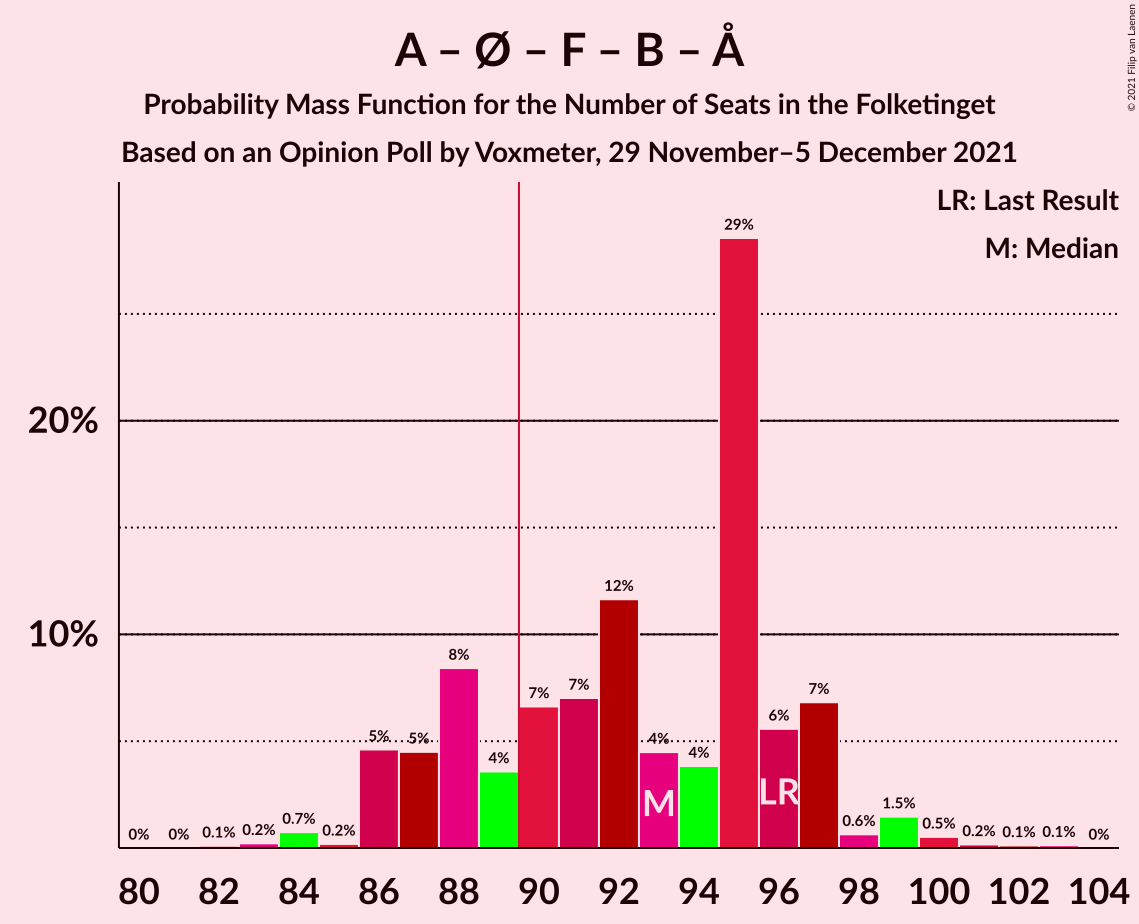 A – Ø – F – B – Å
Probability Mass Function for the Number of Seats in the Folketinget
Based on an Opinion Poll by Voxmeter, 29 November–5 December 2021
© 2021 Filip van Laenen
LR: Last Result
M: Median
20%
10%
0% 0% 0.1% 0.2% 0.7% 0.2% 5% 5% 8% 4% 7% 7% 12% 4% 4% 29% 6% 7% 0.6% 1.5% 0.5% 0.2% 0.1% 0.1% 0%
M LR
80 82 84 86 88 90 92 94 96 98 100 102 104